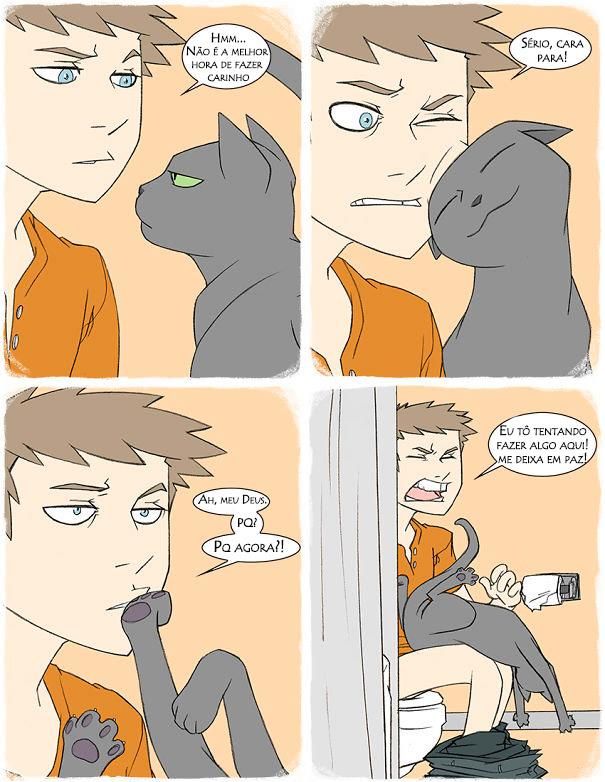 Hmm...
Não é a melhor
hora de fazer
carinho
Sério, cara
para!
Ah, meu Deus.
pq?
Pq agora?!
Eu tô tentando
fazer algo aqui!
me deixa em paz!